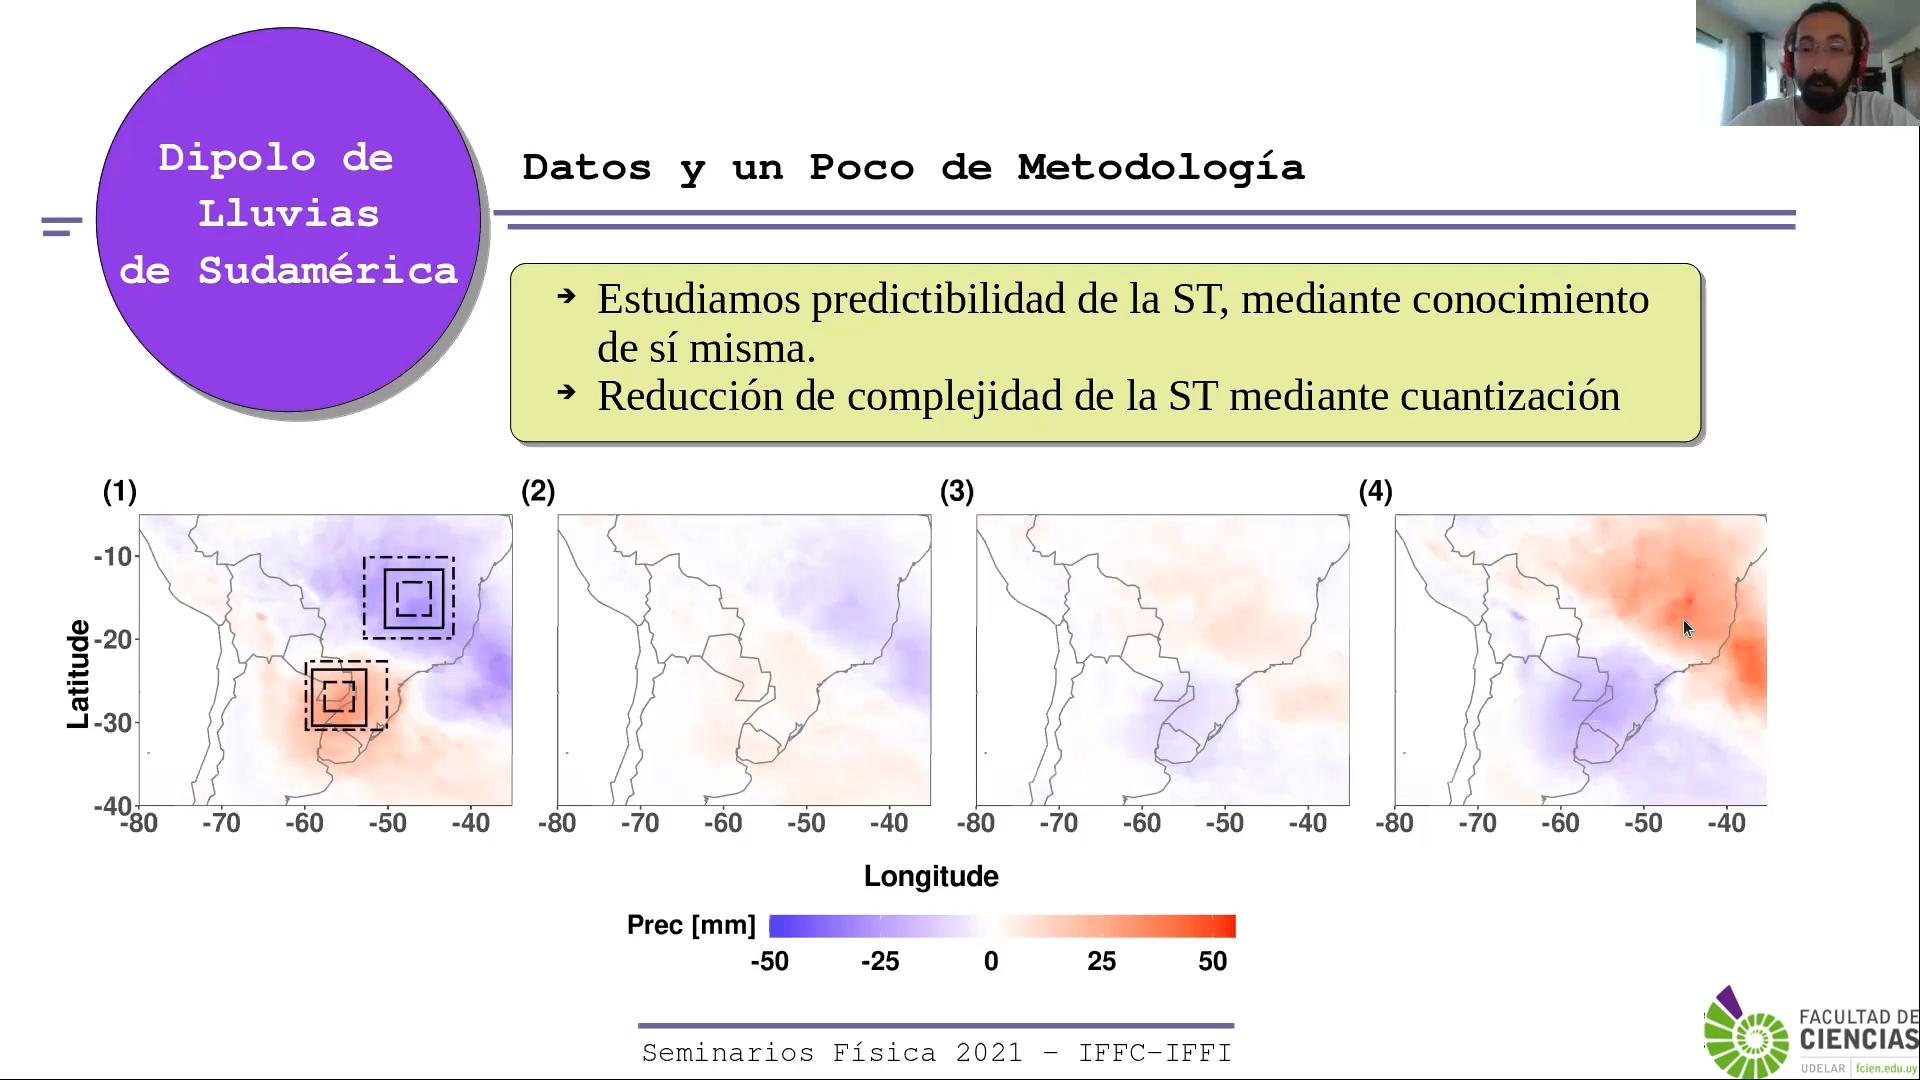 Dipolo de
Lluvias
de Sudamérica
Datos y un Poco de Metodología
➔ Estudiamos predictibilidad de la ST, mediante conocimiento
de sí misma.
➔ Reducción de complejidad de la ST mediante cuantización
(1) (2) (3) (4)
Latitude
-10
-20
-30
-40
-80 -70 -60 -50 -40 -80 -70 -60 -50 -40 -80 -70 -60 -50 -40 -80 -70 -60 -50 -40
Longitude
Prec [mm]
-50 -25 0 25 50
Seminarios Física 2021 – IFFC–IFFI
FACULTAD DE
CIENCIAS
UDELAR | fcien.edu.uy